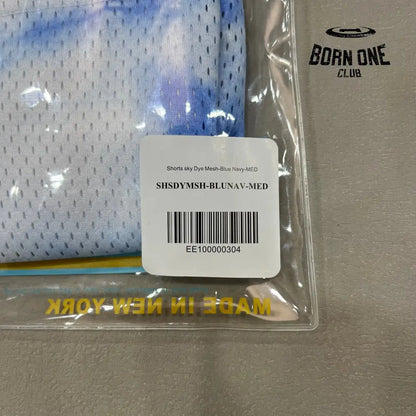 BORN ONE
CLUB
Shorts sky Dye Mesh-Blue Navy-MED
SHSDYMSH-BLUNAV-MED
EE100000304
MADE IN NEW YORK